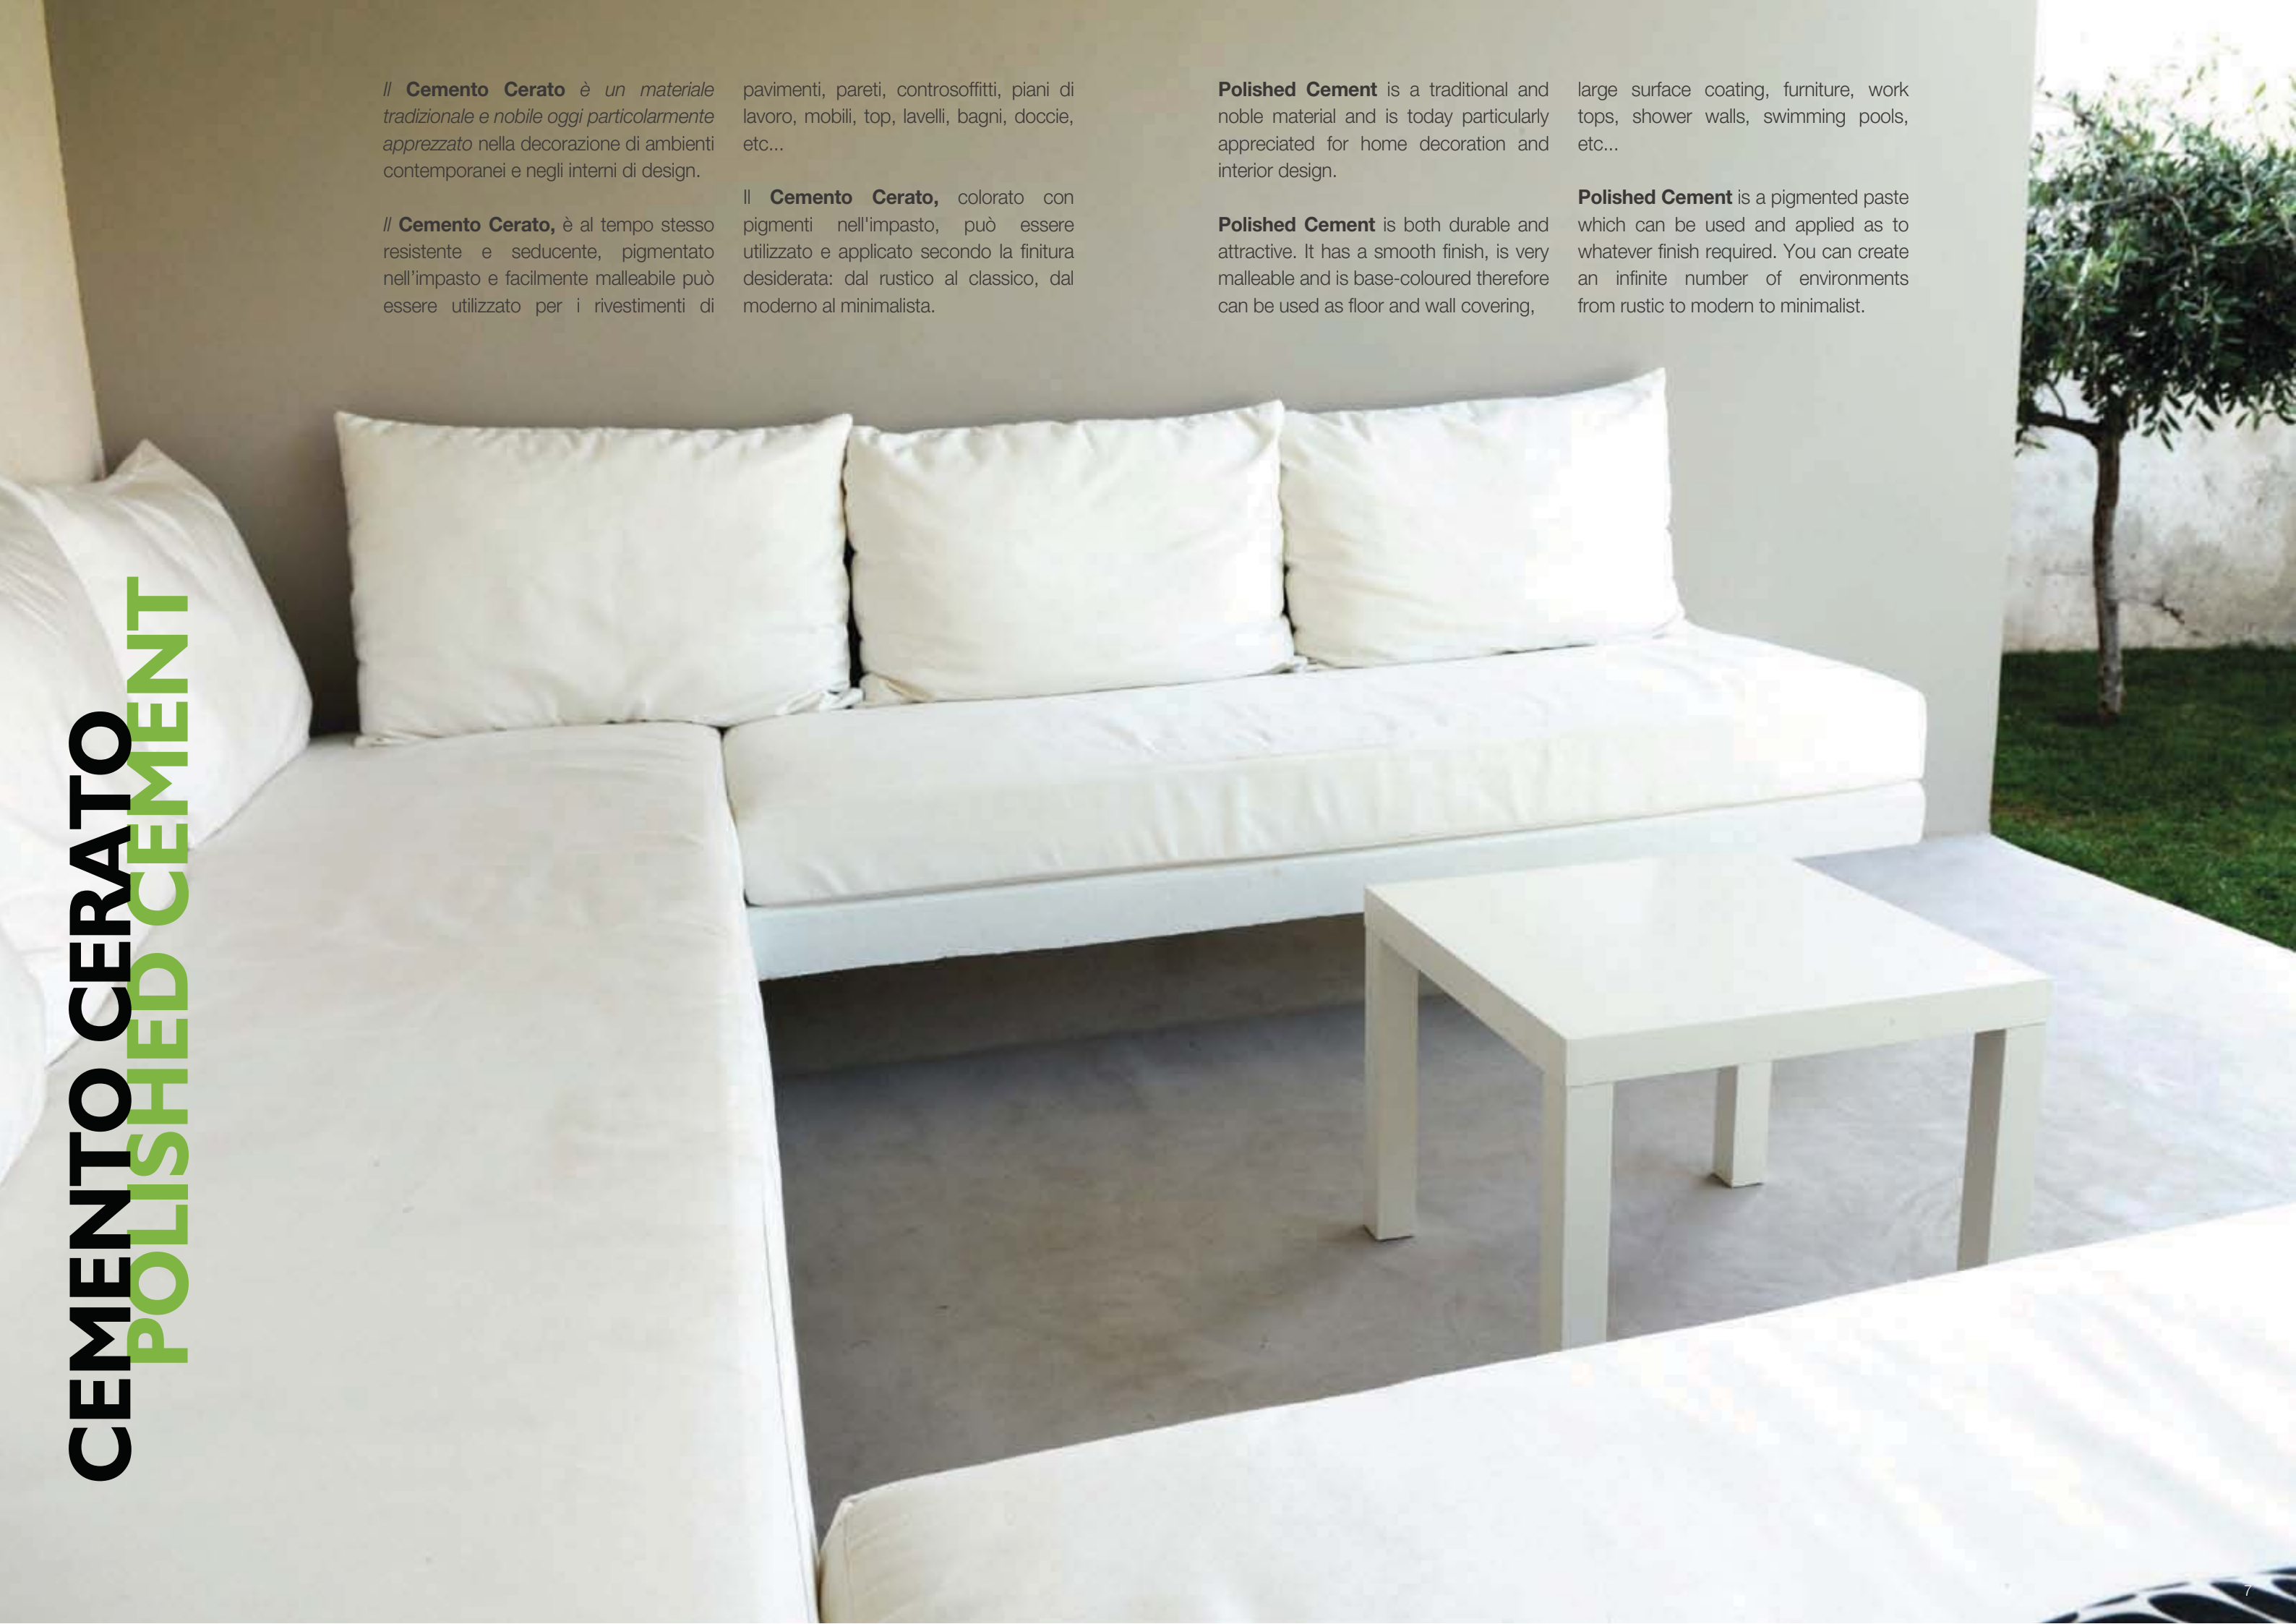 Il Cemento Cerato è un materiale
tradizionale e nobile oggi particolarmente
apprezzato nella decorazione di ambienti
contemporanei e negli interni di design.
Il Cemento Cerato, è al tempo stesso
resistente e seducente, pigmentato
nell'impasto e facilmente malleabile può
essere utilizzato per i rivestimenti di
pavimenti, pareti, controsoffitti, piani di
lavoro, mobili, top, lavelli, bagni, doccie,
etc...
Il Cemento Cerato, colorato con
pigmenti nell'impasto, può essere
utilizzato e applicato secondo la finitura
desiderata: dal rustico al classico, dal
moderno al minimalista.
Polished Cement is a traditional and
noble material and is today particularly
appreciated for home decoration and
interior design.
Polished Cement is both durable and
attractive. It has a smooth finish, is very
malleable and is base-coloured therefore
can be used as floor and wall covering,
large surface coating, furniture, work
tops, shower walls, swimming pools,
etc...
Polished Cement is a pigmented paste
which can be used and applied as to
whatever finish required. You can create
an infinite number of environments
from rustic to modern to minimalist.
CEMENTO CERATO
POLISHED CEMENT
7